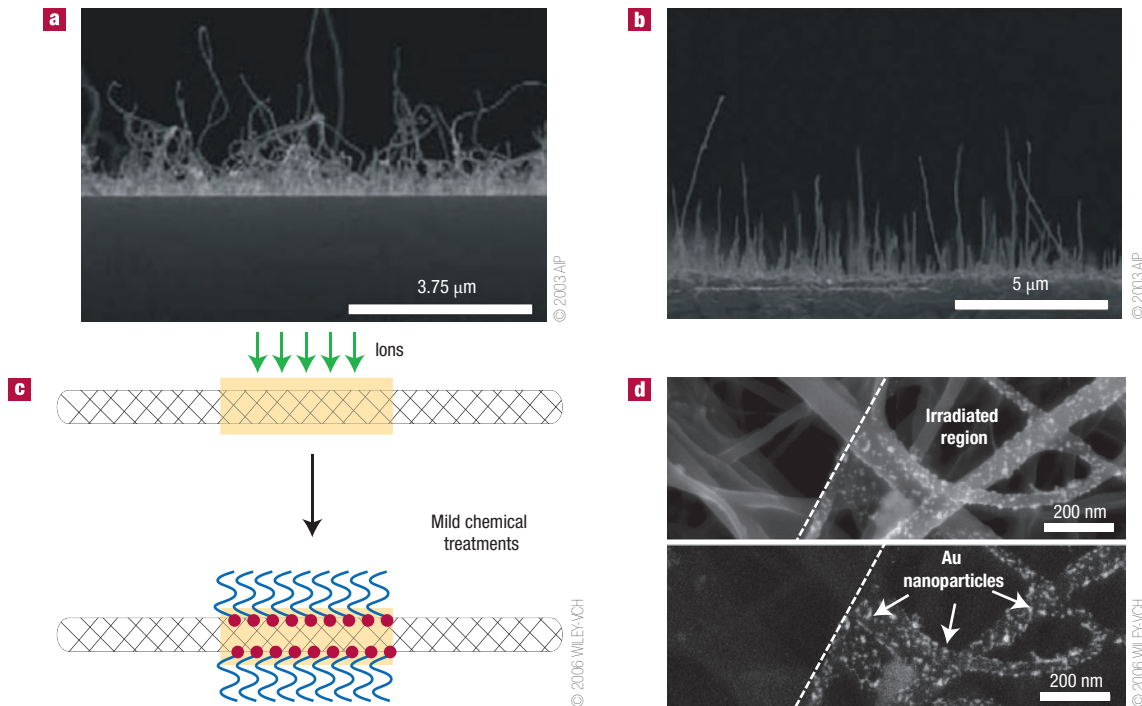 a
3.75 μm
© 2003 AIP
b
5 μm
© 2003 AIP
c
Ions
Mild chemical
treatments
© 2006 WILEY-VCH
d
Irradiated
region
200 nm
Au
nanoparticles
200 nm
© 2006 WILEY-VCH